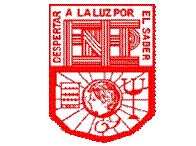 DESPERTAR A LA LUZ POR EL SABER
ENP